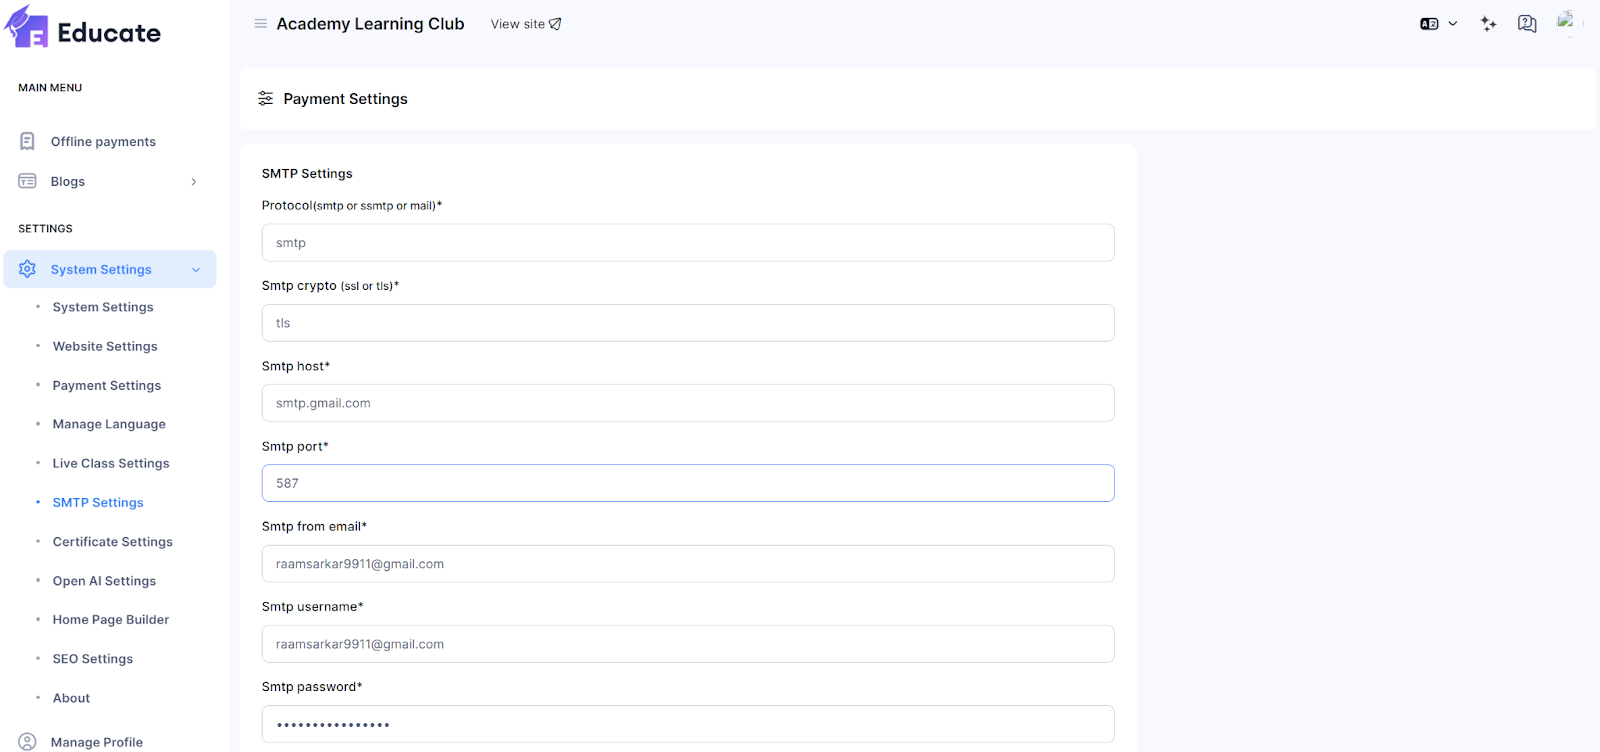 Educate
Academy Learning Club
View site
MAIN MENU
Offline payments
Blogs
SETTINGS
System Settings
System Settings
Website Settings
Payment Settings
Manage Language
Live Class Settings
SMTP Settings
Certificate Settings
Open AI Settings
Home Page Builder
SEO Settings
About
Manage Profile
Payment Settings
SMTP Settings
Protocol(smtp or ssmtp or mail)*
smtp
Smtp crypto (ssl or tls)*
tls
Smtp host*
smtp.gmail.com
Smtp port*
587
Smtp from email*
raamsarkar9911@gmail.com
Smtp username*
raamsarkar9911@gmail.com
Smtp password*
••••••••••••••••